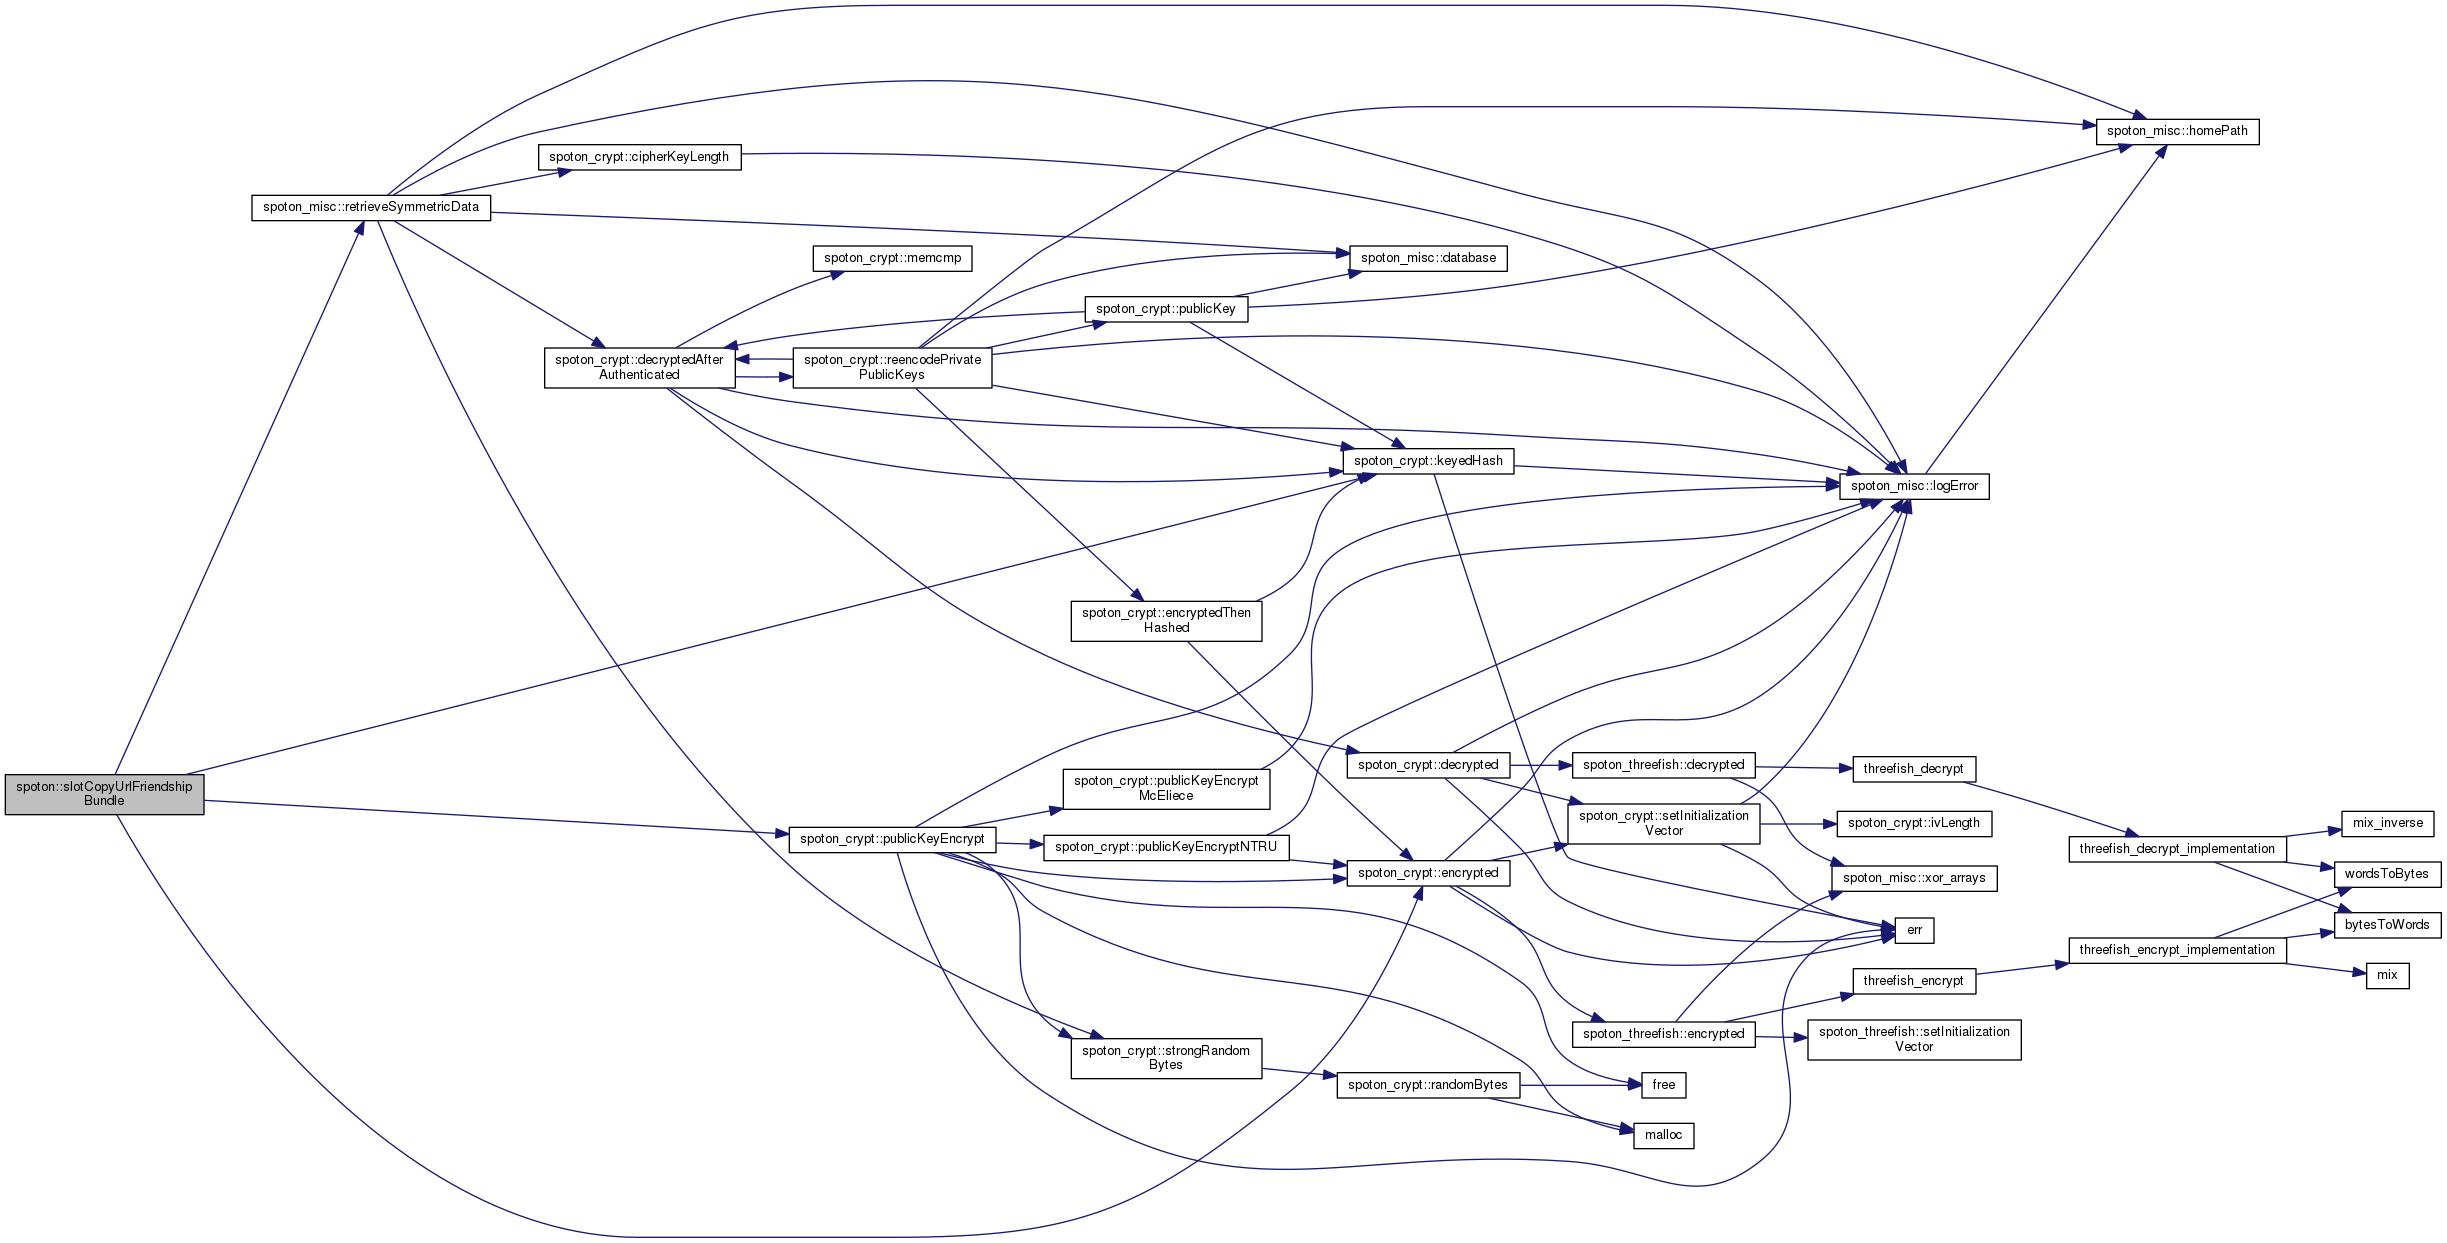 spoton::slotCopyUrlFriendship
Bundle
spoton_misc::retrieveSymmetricData
spoton_crypt::cipherKeyLength
spoton_crypt::decryptedAfter
Authenticated
spoton_crypt::memcmp
spoton_crypt::reencodePrivate
PublicKeys
spoton_crypt::publicKey
spoton_misc::database
spoton_misc::homePath
spoton_crypt::keyedHash
spoton_misc::logError
spoton_crypt::encryptedThen
Hashed
spoton_crypt::publicKeyEncrypt
spoton_crypt::publicKeyEncrypt
McEliece
spoton_crypt::publicKeyEncryptNTRU
spoton_crypt::decrypted
spoton_crypt::encrypted
spoton_threefish::decrypted
spoton_crypt::setInitialization
Vector
threefish_decrypt
spoton_crypt::ivLength
spoton_misc::xor_arrays
err
threefish_decrypt_implementation
mix_inverse
wordsToBytes
bytesToWords
threefish_encrypt_implementation
mix
threefish_encrypt
spoton_threefish::encrypted
spoton_threefish::setInitialization
Vector
spoton_crypt::strongRandom
Bytes
spoton_crypt::randomBytes
free
malloc